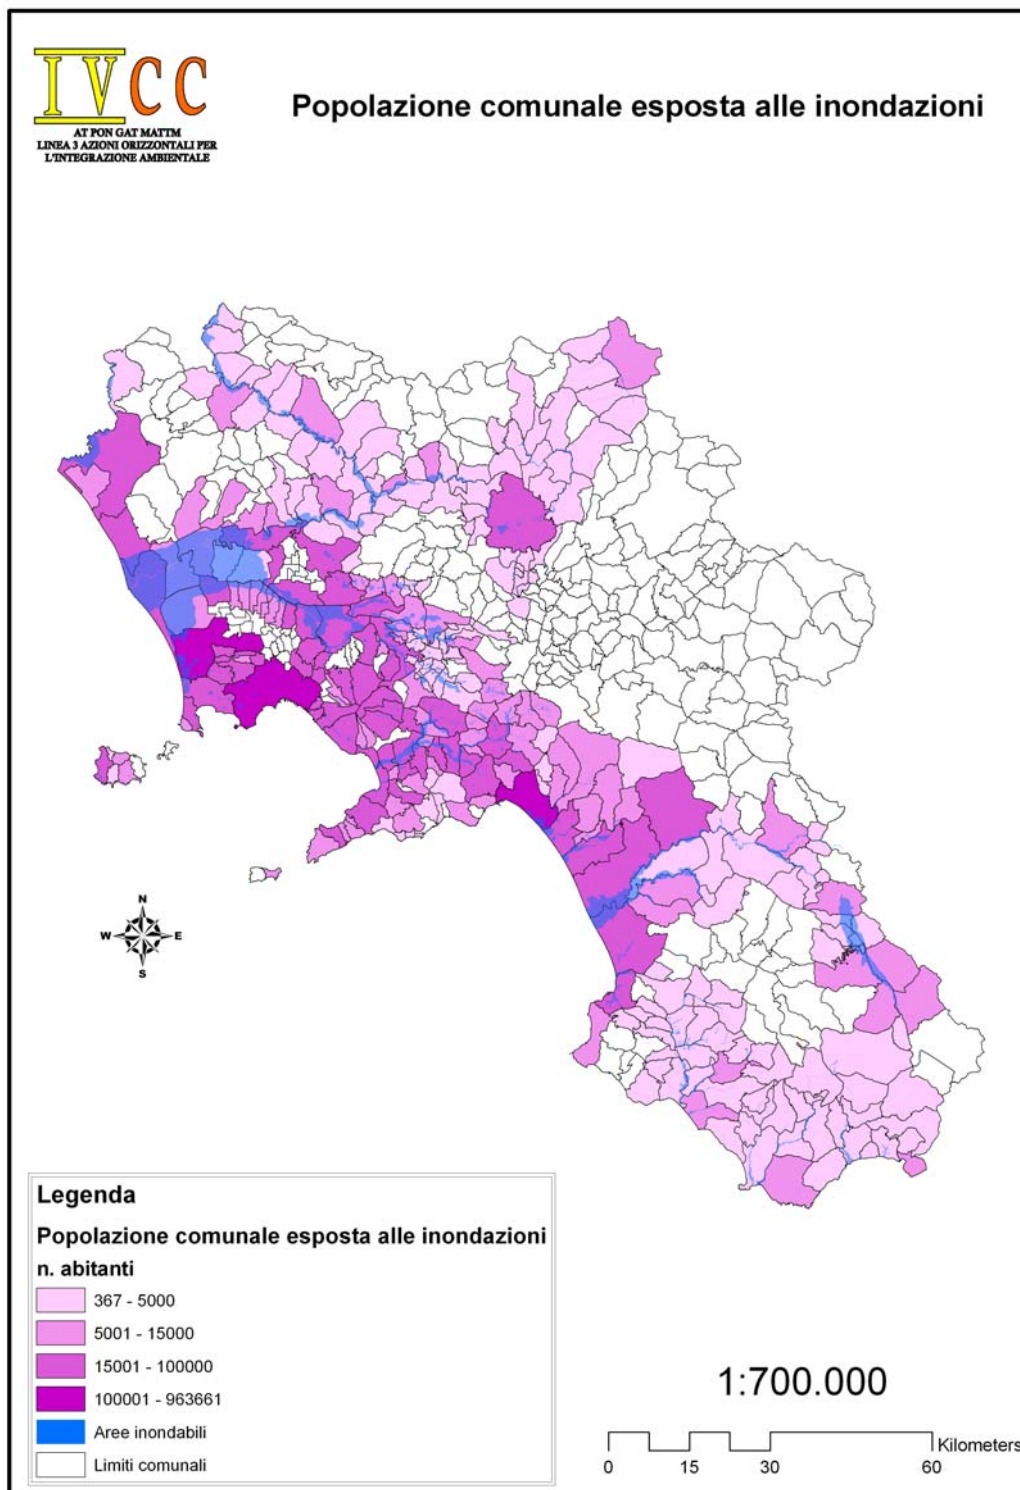 IVCC
AT PON GAT MATTM
LINEA 3 AZIONI ORIZZONTALI PER
L'INTEGRAZIONE AMBIENTALE
Popolazione comunale esposta alle inondazioni
N
W E
S
Legenda
Popolazione comunale esposta alle inondazioni
n. abitanti
367 - 5000
5001 - 15000
15001 - 100000
100001 - 963661
Aree inondabili
Limiti comunali
1:700.000
Kilometers
0 15 30 60